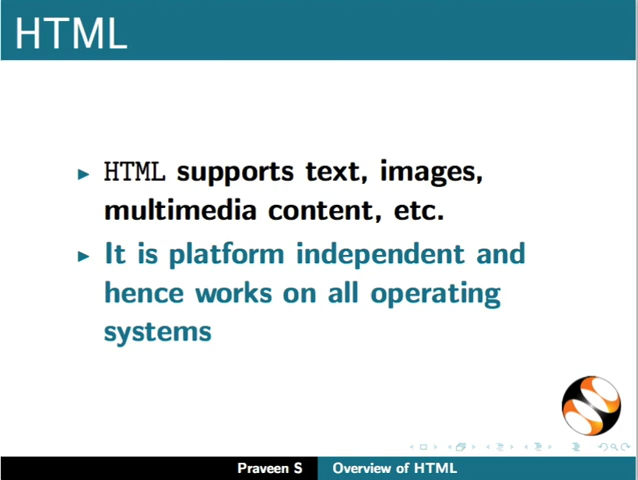 HTML
HTML supports text, images,
multimedia content, etc.
It is platform independent and
hence works on all operating
systems
Praveen S Overview of HTML